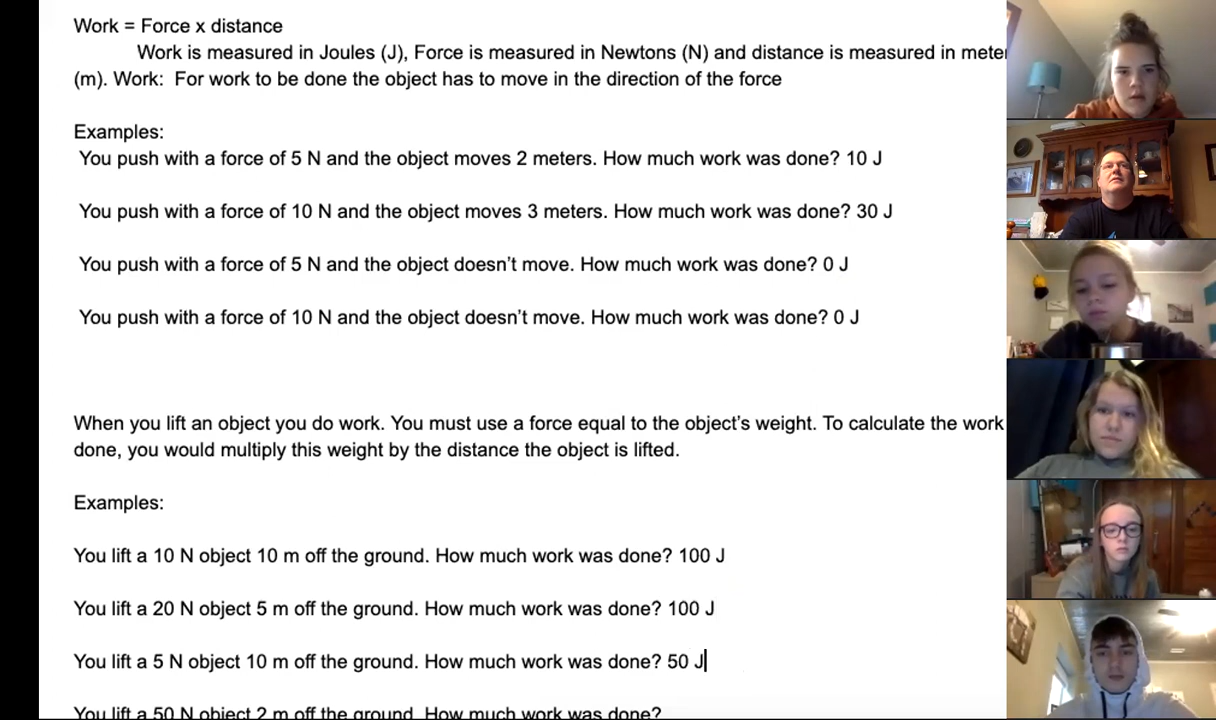 Work = Force x distance
Work is measured in Joules (J), Force is measured in Newtons (N) and distance is measured in meter
(m). Work: For work to be done the object has to move in the direction of the force
Examples:
You push with a force of 5 N and the object moves 2 meters. How much work was done? 10 J
You push with a force of 10 N and the object moves 3 meters. How much work was done? 30 J
You push with a force of 5 N and the object doesn’t move. How much work was done? 0 J
You push with a force of 10 N and the object doesn’t move. How much work was done? 0 J
When you lift an object you do work. You must use a force equal to the object’s weight. To calculate the work
done, you would multiply this weight by the distance the object is lifted.
Examples:
You lift a 10 N object 10 m off the ground. How much work was done? 100 J
You lift a 20 N object 5 m off the ground. How much work was done? 100 J
You lift a 5 N object 10 m off the ground. How much work was done? 50 J
You lift a 50 N object 2 m off the ground. How much work was done?